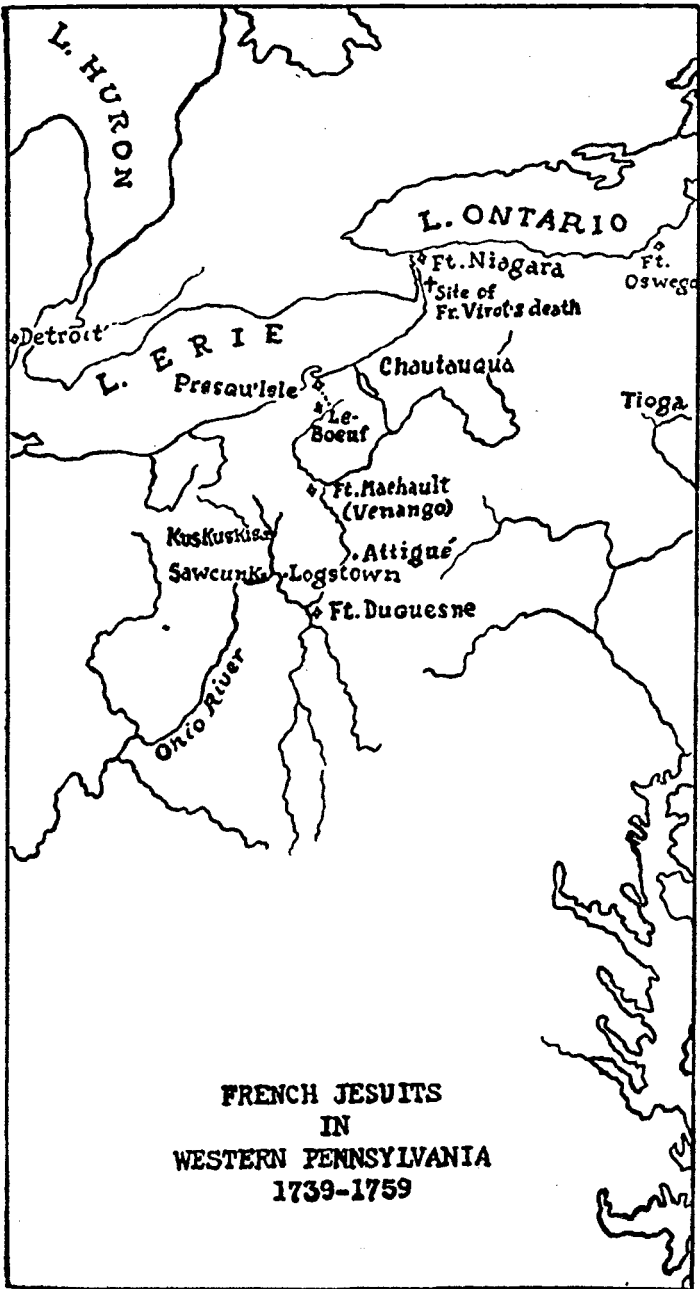 L. HURON
L. ONTARIO
Ft. Niagara
Ft.
Oswego
Site of
Fr. Virot's death
Detroit
L. ERIE
Chautauqua
Presqu'Isle
Le-
Boeuf
Tioga
Ft. Machault
(Venango)
Kuskuskis
Attigué
Sawcunk
Logstown
Ft. Duquesne
Ohio River
FRENCH JESUITS
IN
WESTERN PENNSYLVANIA
1739-1759